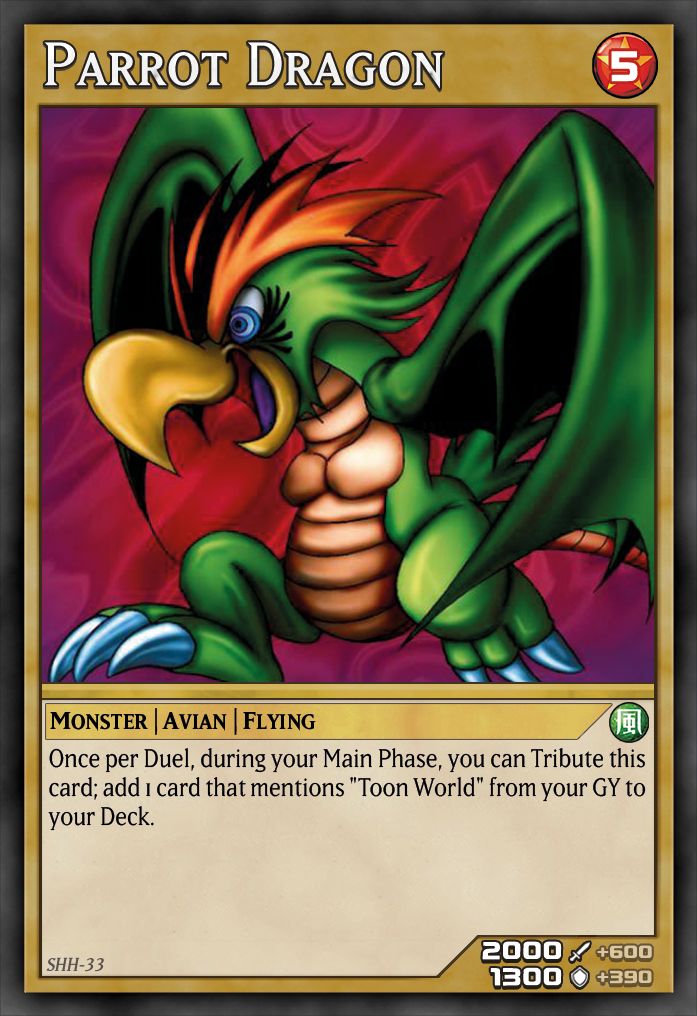 Parrot Dragon
5
Monster | Avian | Flying
風
Once per Duel, during your Main Phase, you can Tribute this
card; add 1 card that mentions "Toon World" from your GY to
your Deck.
SHH-33
2000 +600
1300 +390